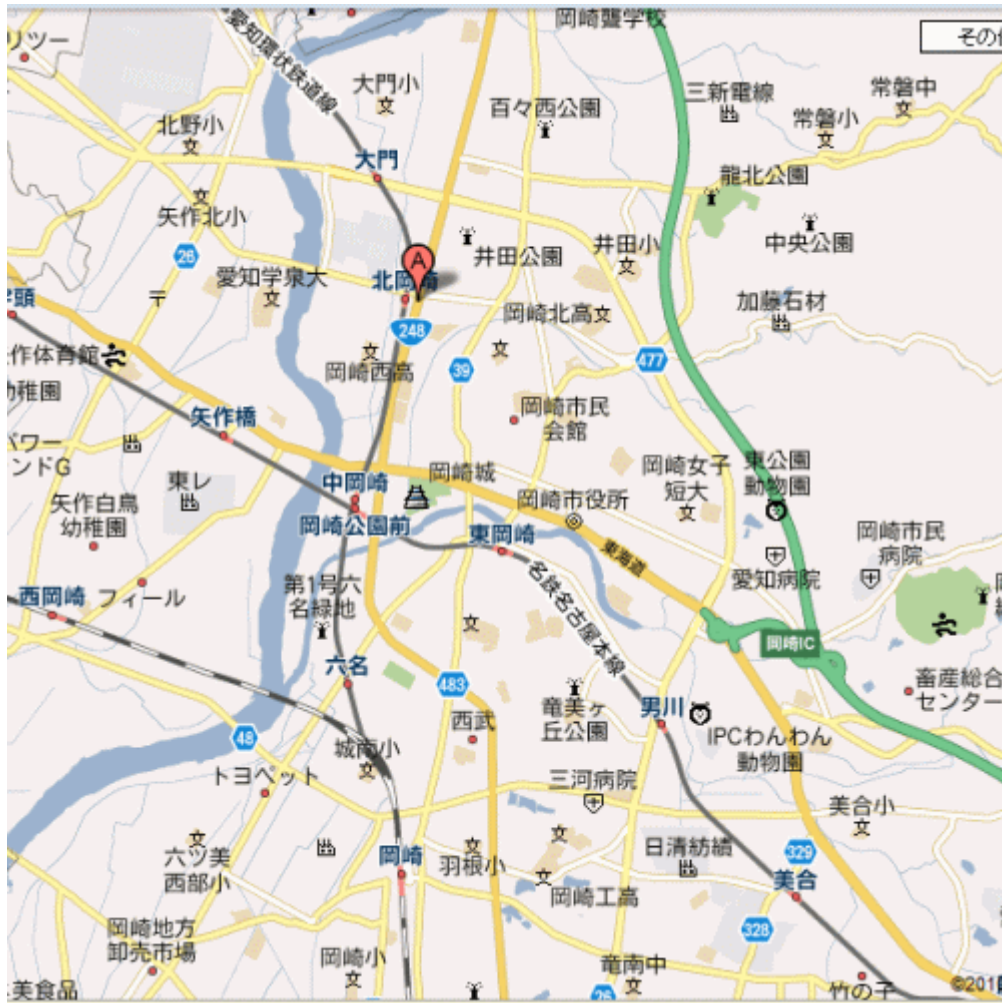 岡崎聾学校
その他
リツー
愛知環状鉄道線
大門小
百々西公園
三新電線
常磐中
常磐小
北野小
大門
龍北公園
矢作北小
井田公園
井田小
中央公園
26
A
愛知学泉大
〒
北岡崎
岡崎北高
加藤石材
字頭
248
477
作体育館
岡崎西高
39
幼稚園
岡崎市民
会館
矢作橋
パワー
ンドG
岡崎城
岡崎女子
短大
東公園
動物園
東レ
中岡崎
岡崎市役所
矢作白鳥
幼稚園
岡崎公園前
東岡崎
岡崎市民
病院
東海道
愛知病院
第1号六
名緑地
名鉄名古屋本線
西岡崎
フィール
岡崎IC
六名
483
畜産総合
センター
竜美ヶ
丘公園
男川
西武
48
IPCわんわん
動物園
城南小
トヨペット
三河病院
美合小
六ツ美
西部小
岡崎
羽根小
日清紡績
329
美合
岡崎工高
岡崎地方
卸売市場
328
岡崎小
竜南中
26
美食品
竹の子
©201